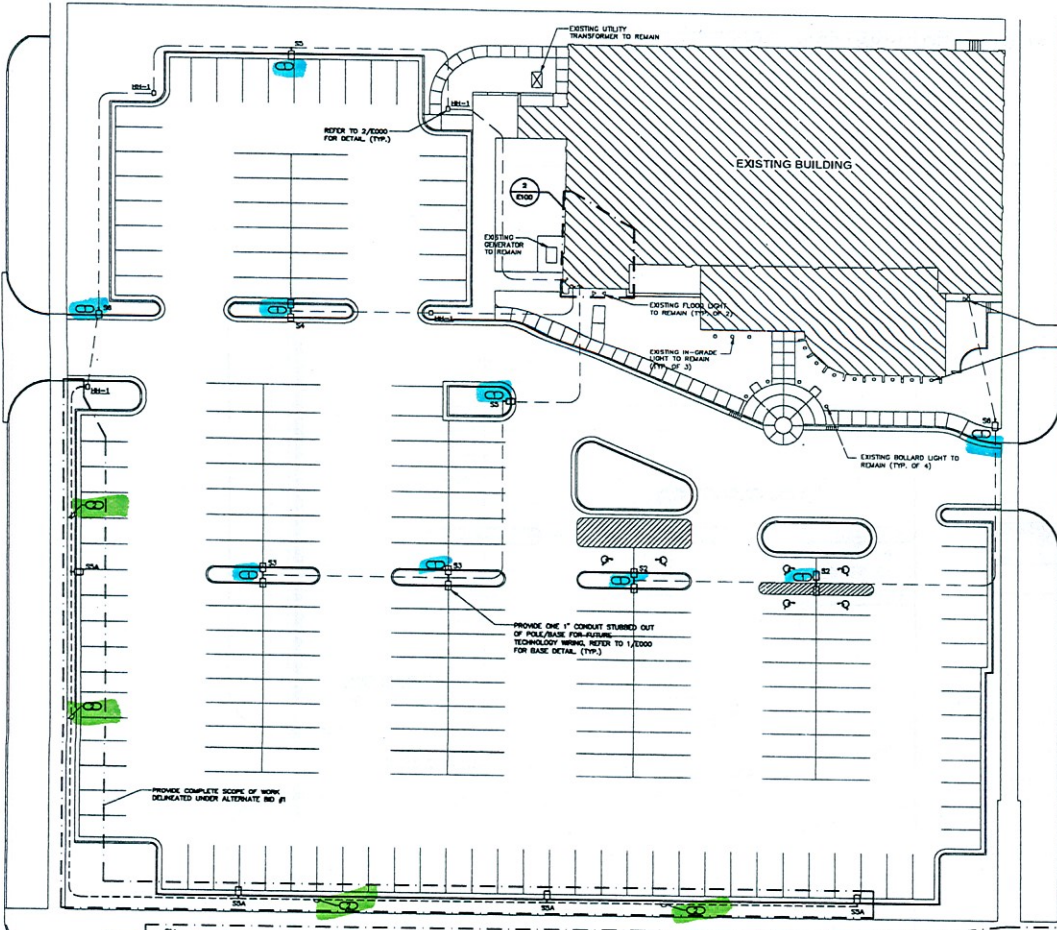 EXISTING UTILITY
TRANSFORMER TO REMAIN
S5
HH-1
HH-1
REFER TO 2/E000
FOR DETAIL (TYP.)
EXISTING BUILDING
2
E100
EXISTING
GENERATOR
TO REMAIN
EXISTING FLOOD LIGHT
TO REMAIN (TYP. OF 2)
S6
S4
HH-1
EXISTING IN-GRADE
LIGHT TO REMAIN
(TYP. OF 3)
HH-1
S5
S6
EXISTING BOLLARD LIGHT TO
REMAIN (TYP. OF 4)
S3
S3
S2
S2
S5A
PROVIDE ONE 1" CONDUIT STUBBED OUT
OF POLE/BASE FOR FUTURE
TECHNOLOGY WIRING, REFER TO 1/E000
FOR BASE DETAIL (TYP.)
PROVIDE COMPLETE SCOPE OF WORK
DELINEATED UNDER ALTERNATE BID #1
S5A
S5A
S5A